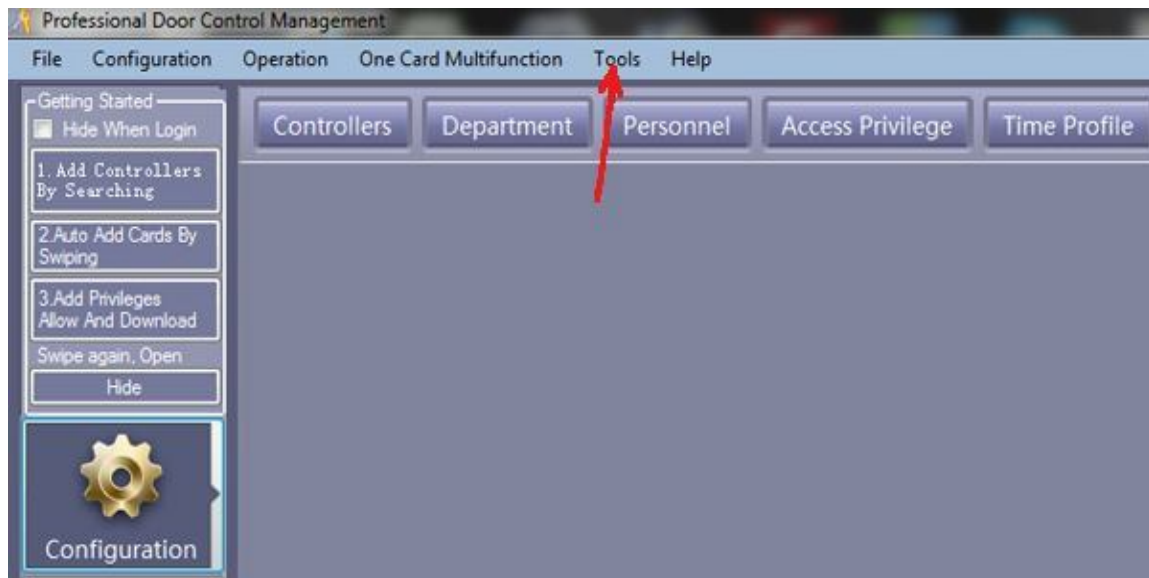 Professional Door Control Management
File Configuration Operation One Card Multifunction Tools Help
Getting Started
Hide When Login
1. Add Controllers
By Searching
2.Auto Add Cards By
Swiping
3.Add Privileges
Allow And Download
Swipe again, Open
Hide
Configuration
Controllers Department Personnel Access Privilege Time Profile